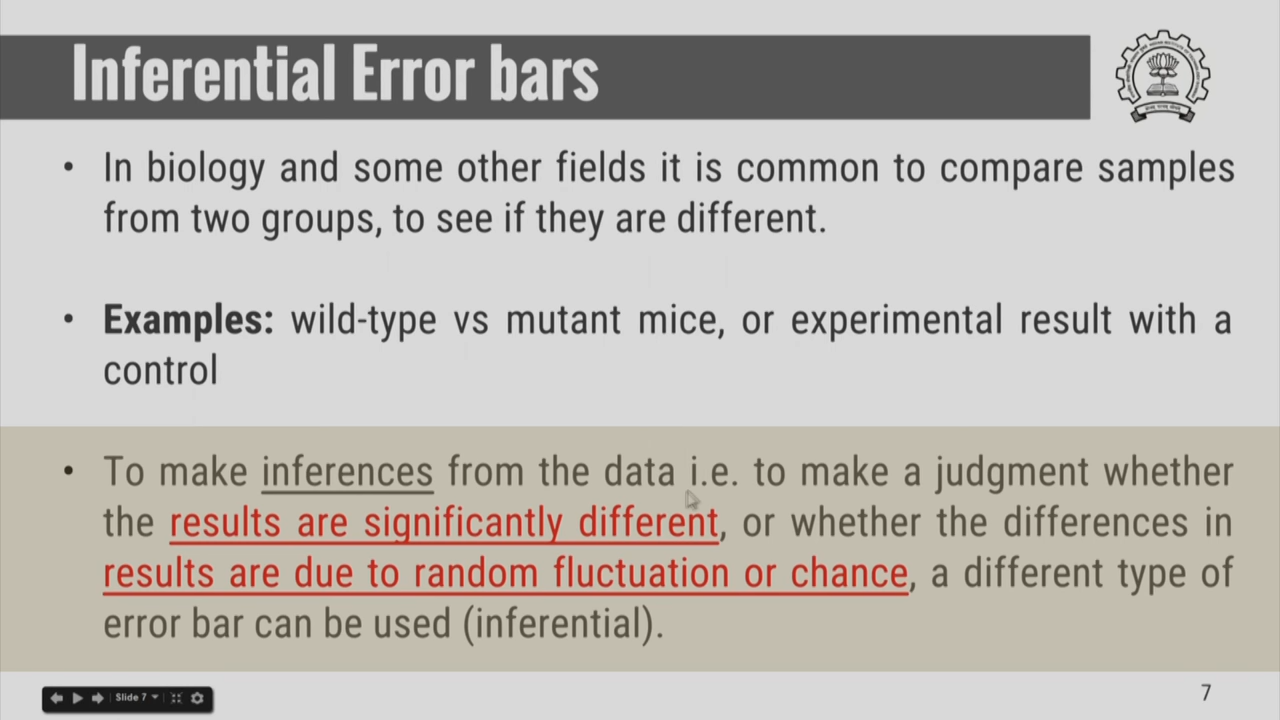 Inferential Error bars
• In biology and some other fields it is common to compare samples
from two groups, to see if they are different.
• Examples: wild-type vs mutant mice, or experimental result with a
control
• To make inferences from the data i.e. to make a judgment whether
the results are significantly different, or whether the differences in
results are due to random fluctuation or chance, a different type of
error bar can be used (inferential).
Slide 7
7